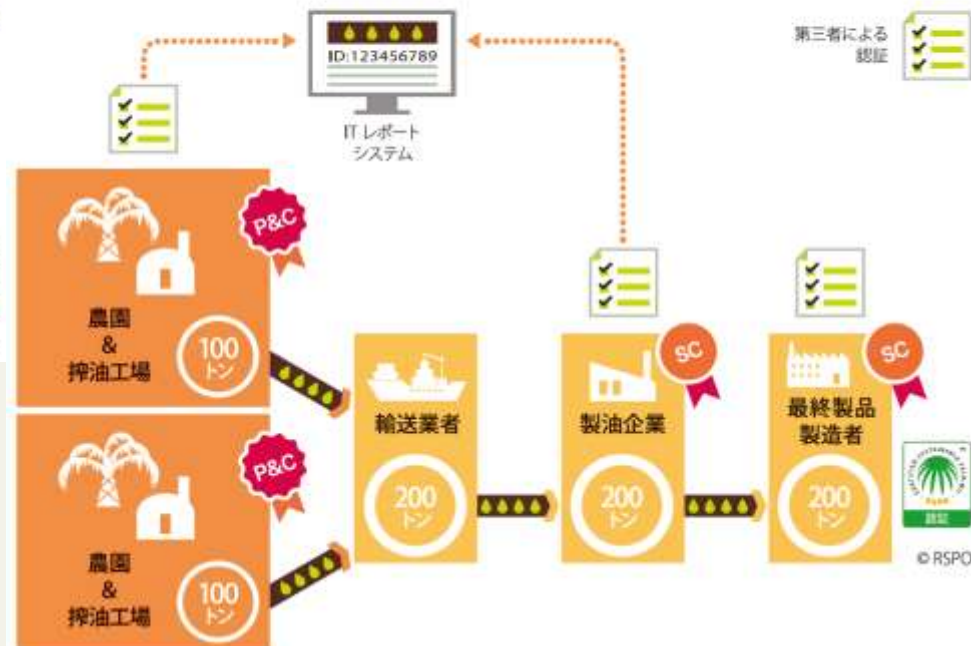 第三者による
認証
ID:123456789
IT レポート
システム
P&C
農園
&
搾油工場
100
トン
P&C
農園
&
搾油工場
100
トン
輸送業者
200
トン
SC
製油企業
200
トン
SC
最終製品
製造者
200
トン
認証
© RSPO